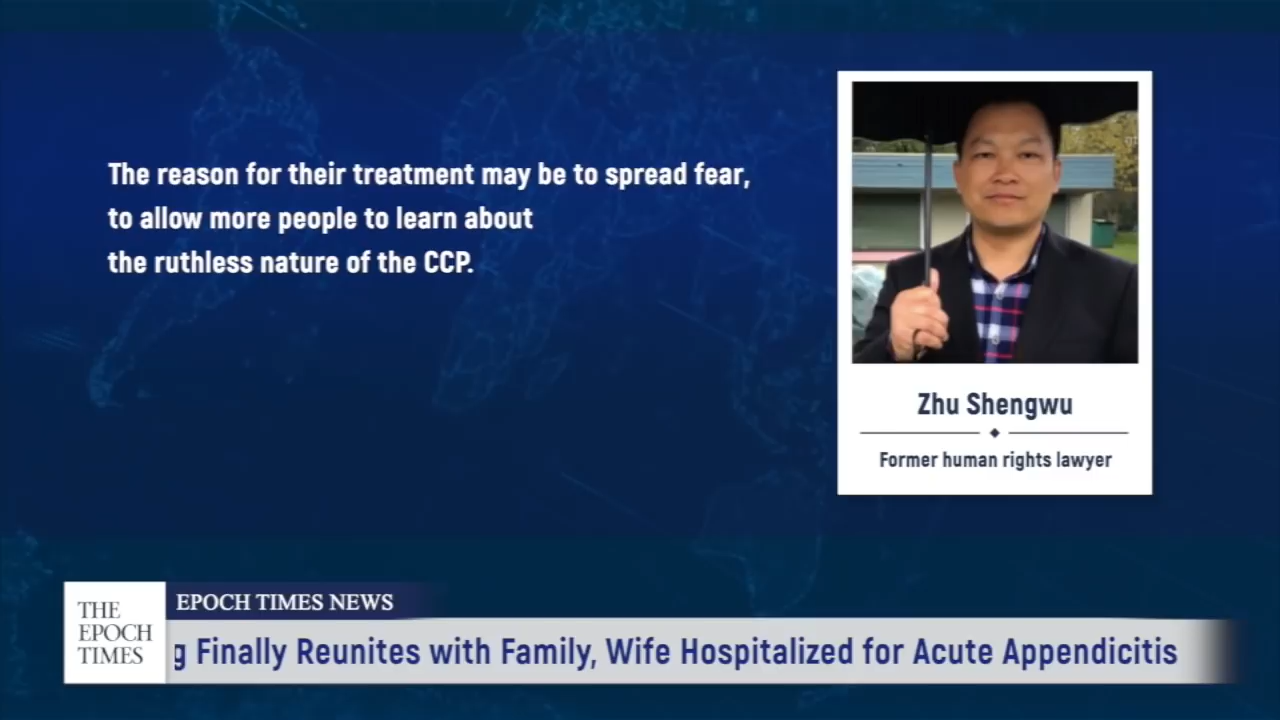 The reason for their treatment may be to spread fear,
to allow more people to learn about
the ruthless nature of the CCP.
Zhu Shengwu
Former human rights lawyer
EPOCH TIMES NEWS
THE
EPOCH
TIMES
g Finally Reunites with Family, Wife Hospitalized for Acute Appendicitis